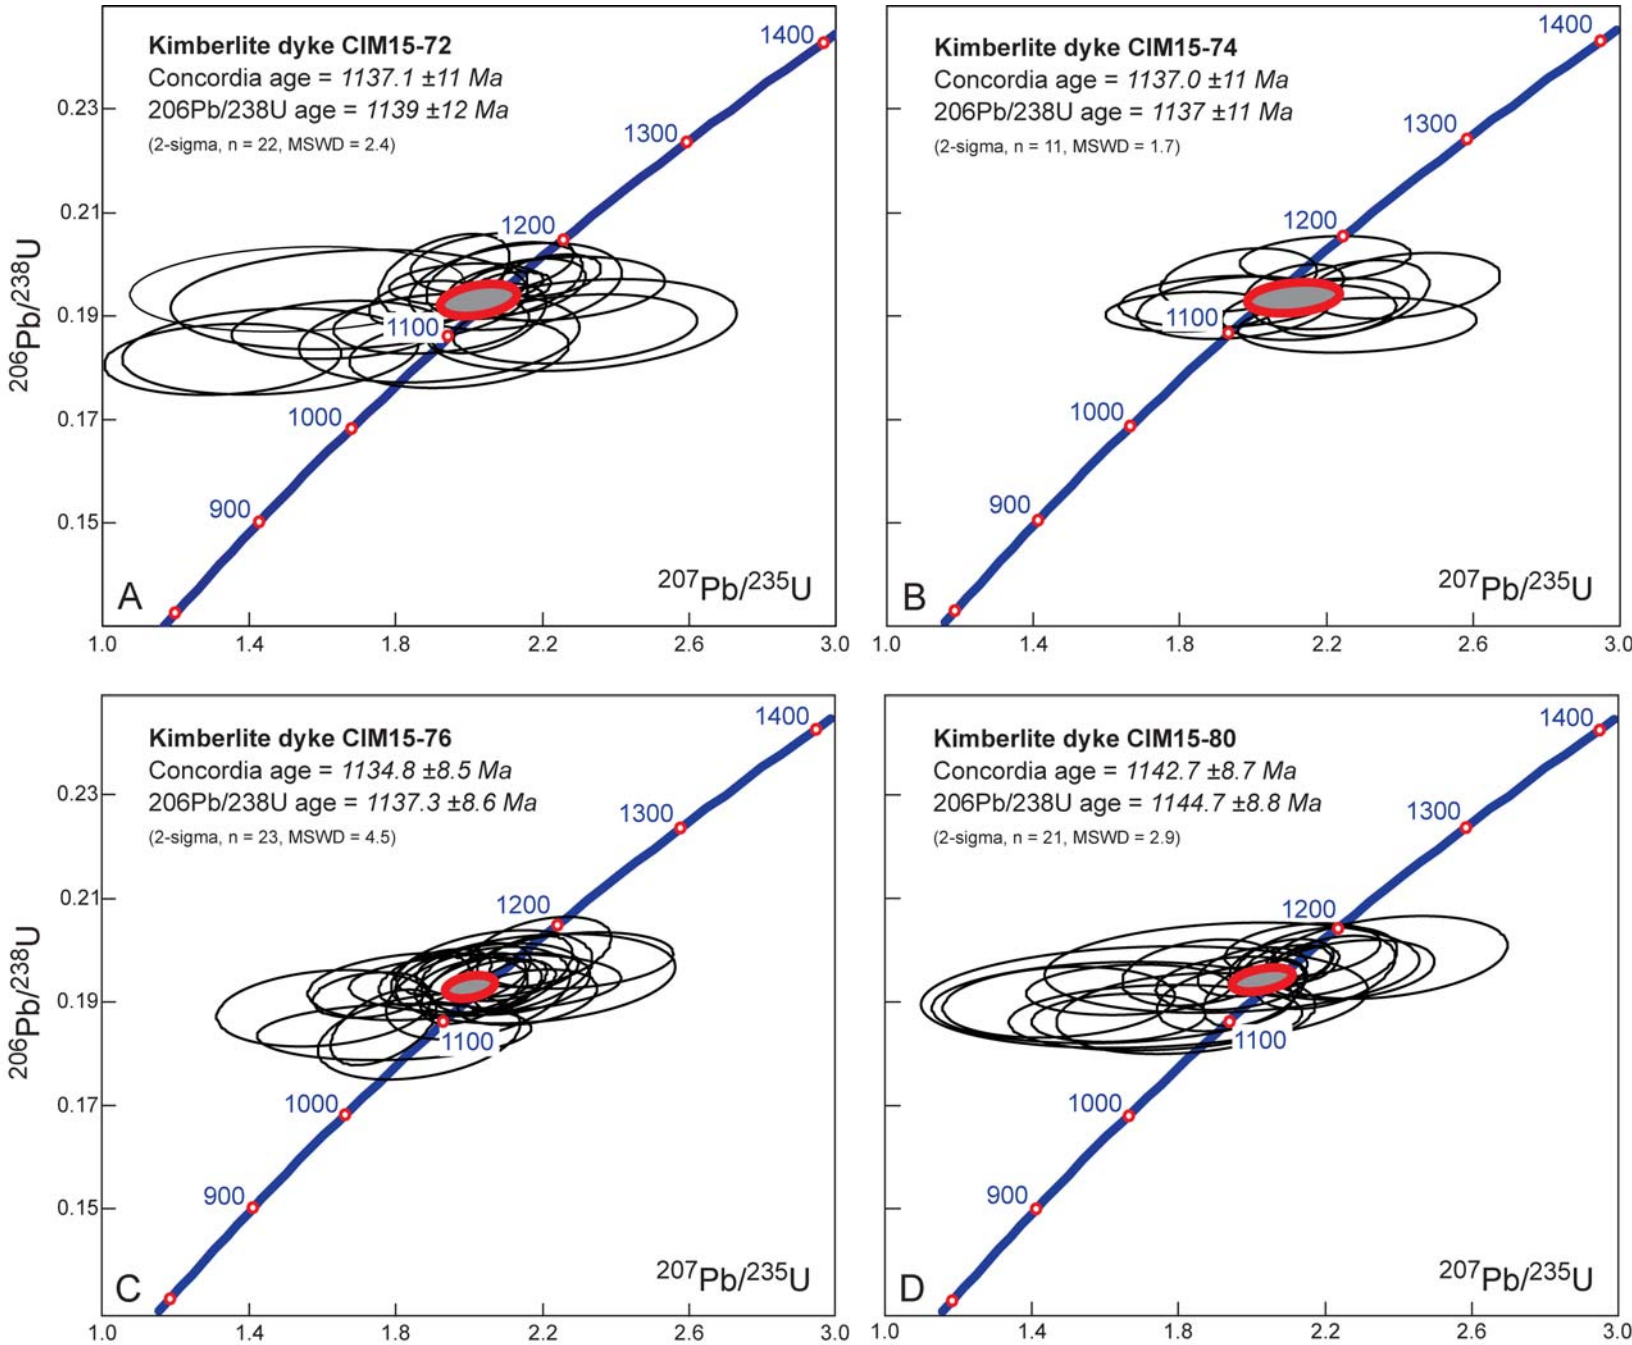 Kimberlite dyke CIM15-72
Concordia age = 1137.1 ±11 Ma
206Pb/238U age = 1139 ±12 Ma
(2-sigma, n = 22, MSWD = 2.4)
1400
1300
1200
1100
1000
900
0.23
0.21
0.19
0.17
0.15
206Pb/238U
A
207Pb/235U
1.0 1.4 1.8 2.2 2.6 3.0
Kimberlite dyke CIM15-74
Concordia age = 1137.0 ±11 Ma
206Pb/238U age = 1137 ±11 Ma
(2-sigma, n = 11, MSWD = 1.7)
1400
1300
1200
1100
1000
900
B
207Pb/235U
1.0 1.4 1.8 2.2 2.6 3.0
Kimberlite dyke CIM15-76
Concordia age = 1134.8 ±8.5 Ma
206Pb/238U age = 1137.3 ±8.6 Ma
(2-sigma, n = 23, MSWD = 4.5)
1400
1300
1200
1100
1000
900
0.23
0.21
0.19
0.17
0.15
206Pb/238U
C
207Pb/235U
1.0 1.4 1.8 2.2 2.6 3.0
Kimberlite dyke CIM15-80
Concordia age = 1142.7 ±8.7 Ma
206Pb/238U age = 1144.7 ±8.8 Ma
(2-sigma, n = 21, MSWD = 2.9)
1400
1300
1200
1100
1000
900
D
207Pb/235U
1.0 1.4 1.8 2.2 2.6 3.0